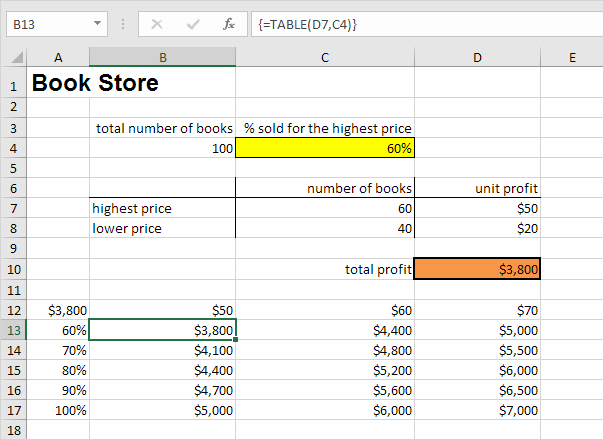 B13 fx {=TABLE(D7,C4)}
A B C D E
1 Book Store
2
3 total number of books % sold for the highest price
4 100 60%
5
6 number of books unit profit
7 highest price 60 $50
8 lower price 40 $20
9
10 total profit $3,800
11
12 $3,800 $50 $60 $70
13 60% $3,800 $4,400 $5,000
14 70% $4,100 $4,800 $5,500
15 80% $4,400 $5,200 $6,000
16 90% $4,700 $5,600 $6,500
17 100% $5,000 $6,000 $7,000
18